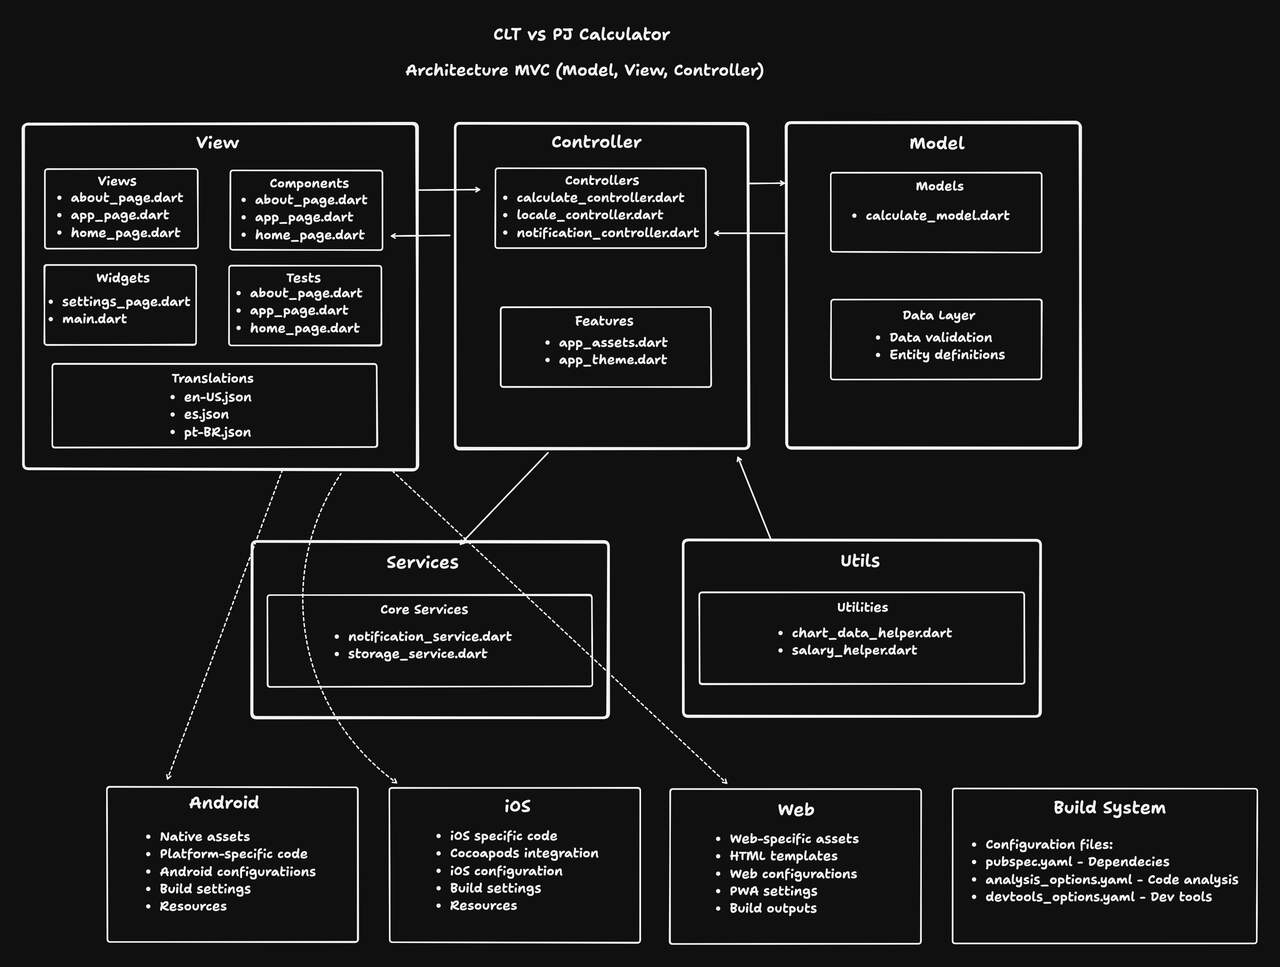 CLT vs PJ Calculator
Architecture MVC (Model, View, Controller)
View
Views
• about_page.dart
• app_page.dart
• home_page.dart
Components
• about_page.dart
• app_page.dart
• home_page.dart
Widgets
• settings_page.dart
• main.dart
Tests
• about_page.dart
• app_page.dart
• home_page.dart
Translations
• en-US.json
• es.json
• pt-BR.json
Controller
Controllers
• calculate_controller.dart
• locale_controller.dart
• notification_controller.dart
Features
• app_assets.dart
• app_theme.dart
Model
Models
• calculate_model.dart
Data Layer
• Data validation
• Entity definitions
Services
Core Services
• notification_service.dart
• storage_service.dart
Utils
Utilities
• chart_data_helper.dart
• salary_helper.dart
Android
• Native assets
• Platform-specific code
• Android configuratiions
• Build settings
• Resources
iOS
• iOS specific code
• Cocoapods integration
• iOS configuration
• Build settings
• Resources
Web
• Web-specific assets
• HTML templates
• Web configurations
• PWA settings
• Build outputs
Build System
• Configuration files:
• pubspec.yaml - Dependecies
• analysis_options.yaml - Code analysis
• devtools_options.yaml - Dev tools